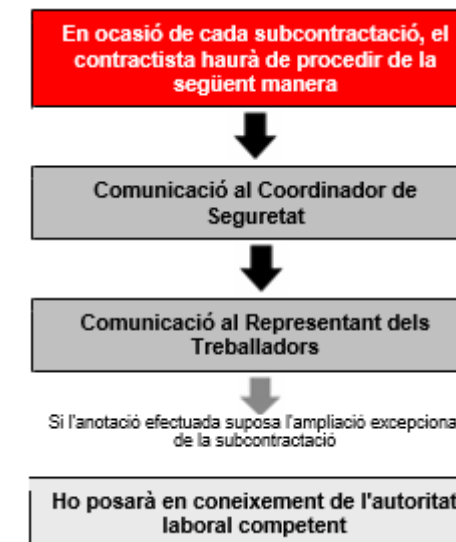 En ocasió de cada subcontractació, el
contractista haurà de procedir de la
següent manera
Comunicació al Coordinador de
Seguretat
Comunicació al Representant dels
Treballadors
Si l'anotació efectuada suposa l'ampliació excepciona
de la subcontractació
Ho posarà en coneixement de l'autoritat
laboral competent